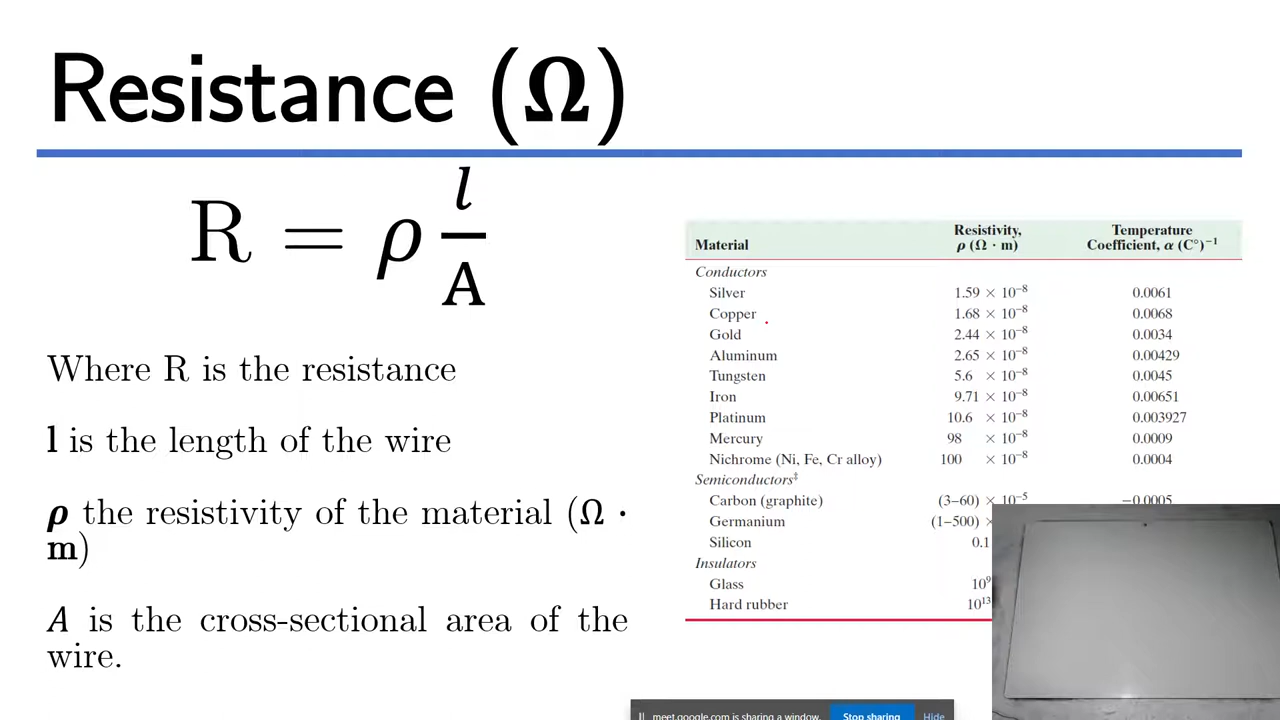 Resistance (Ω)
R = ρ l/A
Where R is the resistance
l is the length of the wire
ρ the resistivity of the material (Ω ·
m)
A is the cross-sectional area of the
wire.
Resistivity, Temperature
Material ρ (Ω · m) Coefficient, α (C°)⁻¹
Conductors
Silver 1.59 × 10⁻⁸ 0.0061
Copper 1.68 × 10⁻⁸ 0.0068
Gold 2.44 × 10⁻⁸ 0.0034
Aluminum 2.65 × 10⁻⁸ 0.00429
Tungsten 5.6 × 10⁻⁸ 0.0045
Iron 9.71 × 10⁻⁸ 0.00651
Platinum 10.6 × 10⁻⁸ 0.003927
Mercury 98 × 10⁻⁸ 0.0009
Nichrome (Ni, Fe, Cr alloy) 100 × 10⁻⁸ 0.0004
Semiconductors‡
Carbon (graphite) (3–60) × 10⁻⁵ −0.0005
Germanium (1–500) ×
Silicon 0.1
Insulators
Glass 10⁹
Hard rubber 10¹³
meet.google.com is sharing a window. Stop sharing Hide